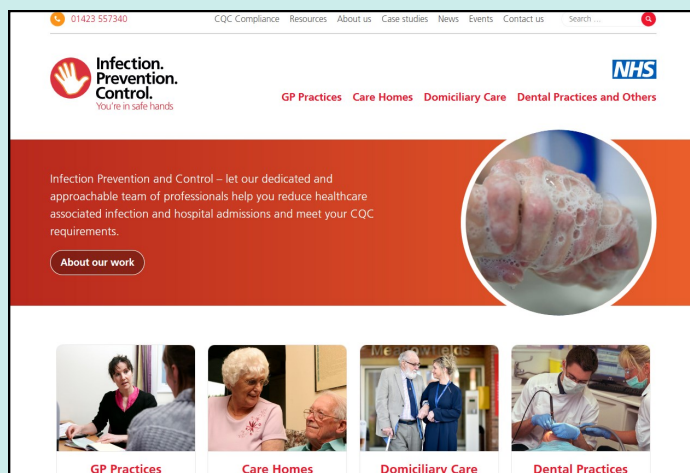 01423 557340
CQC Compliance Resources About us Case studies News Events Contact us Search ...
Infection.
Prevention.
Control.
You're in safe hands
NHS
GP Practices Care Homes Domiciliary Care Dental Practices and Others
Infection Prevention and Control – let our dedicated and
approachable team of professionals help you reduce healthcare
associated infection and hospital admissions and meet your CQC
requirements.
About our work
Meadowfields
GP Practices Care Homes Domiciliary Care Dental Practices